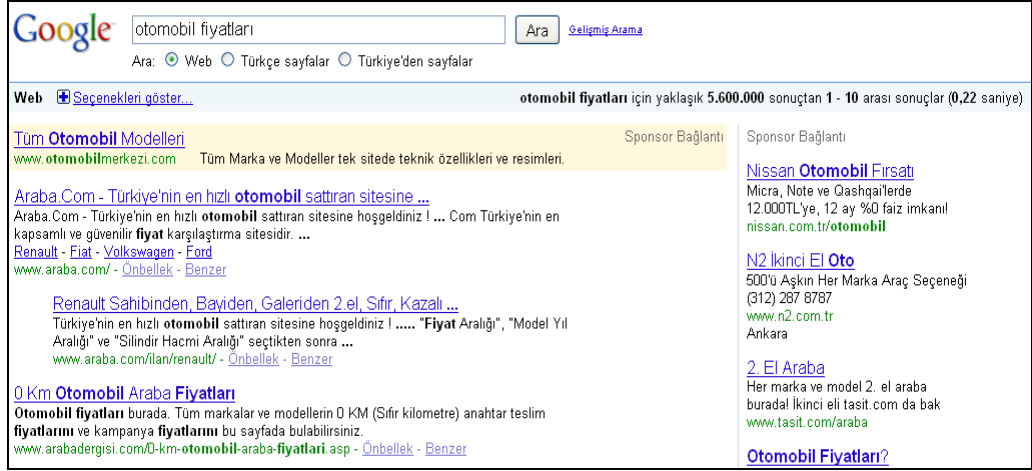 Google
otomobil fiyatları
Ara
Gelişmiş Arama
Ara: Web Türkçe sayfalar Türkiye'den sayfalar
Web Seçenekleri göster...
otomobil fiyatları için yaklaşık 5.600.000 sonuçtan 1 - 10 arası sonuçlar (0,22 saniye)
Tüm Otomobil Modelleri
Sponsor Bağlantı
www.otomobilmerkezi.com Tüm Marka ve Modeller tek sitede teknik özellikleri ve resimleri.
Araba.Com - Türkiye'nin en hızlı otomobil sattıran sitesine ...
Araba.Com - Türkiye'nin en hızlı otomobil sattıran sitesine hoşgeldiniz ! ... Com Türkiye'nin en
kapsamlı ve güvenilir fiyat karşılaştırma sitesidir. ...
Renault - Fiat - Volkswagen - Ford
www.araba.com/ - Önbellek - Benzer
Renault Sahibinden, Bayiden, Galeriden 2.el, Sıfır, Kazalı ...
Türkiye'nin en hızlı otomobil sattıran sitesine hoşgeldiniz ! ..... "Fiyat Aralığı", "Model Yıl
Aralığı" ve "Silindir Hacmi Aralığı" seçtikten sonra ...
www.araba.com/ilan/renault/ - Önbellek - Benzer
0 Km Otomobil Araba Fiyatları
Otomobil fiyatları burada. Tüm markalar ve modellerin 0 KM (Sıfır kilometre) anahtar teslim
fiyatlarını ve kampanya fiyatlarını bu sayfada bulabilirsiniz.
www.arabadergisi.com/0-km-otomobil-araba-fiyatlari.asp - Önbellek - Benzer
Sponsor Bağlantı
Nissan Otomobil Fırsatı
Micra, Note ve Qashqai'lerde
12.000TL'ye, 12 ay %0 faiz imkanı!
nissan.com.tr/otomobil
N2 İkinci El Oto
500'ü Aşkın Her Marka Araç Seçeneği
(312) 287 8787
www.n2.com.tr
Ankara
2. El Araba
Her marka ve model 2. el araba
burada! İkinci eli tasit.com da bak
www.tasit.com/araba
Otomobil Fiyatları?